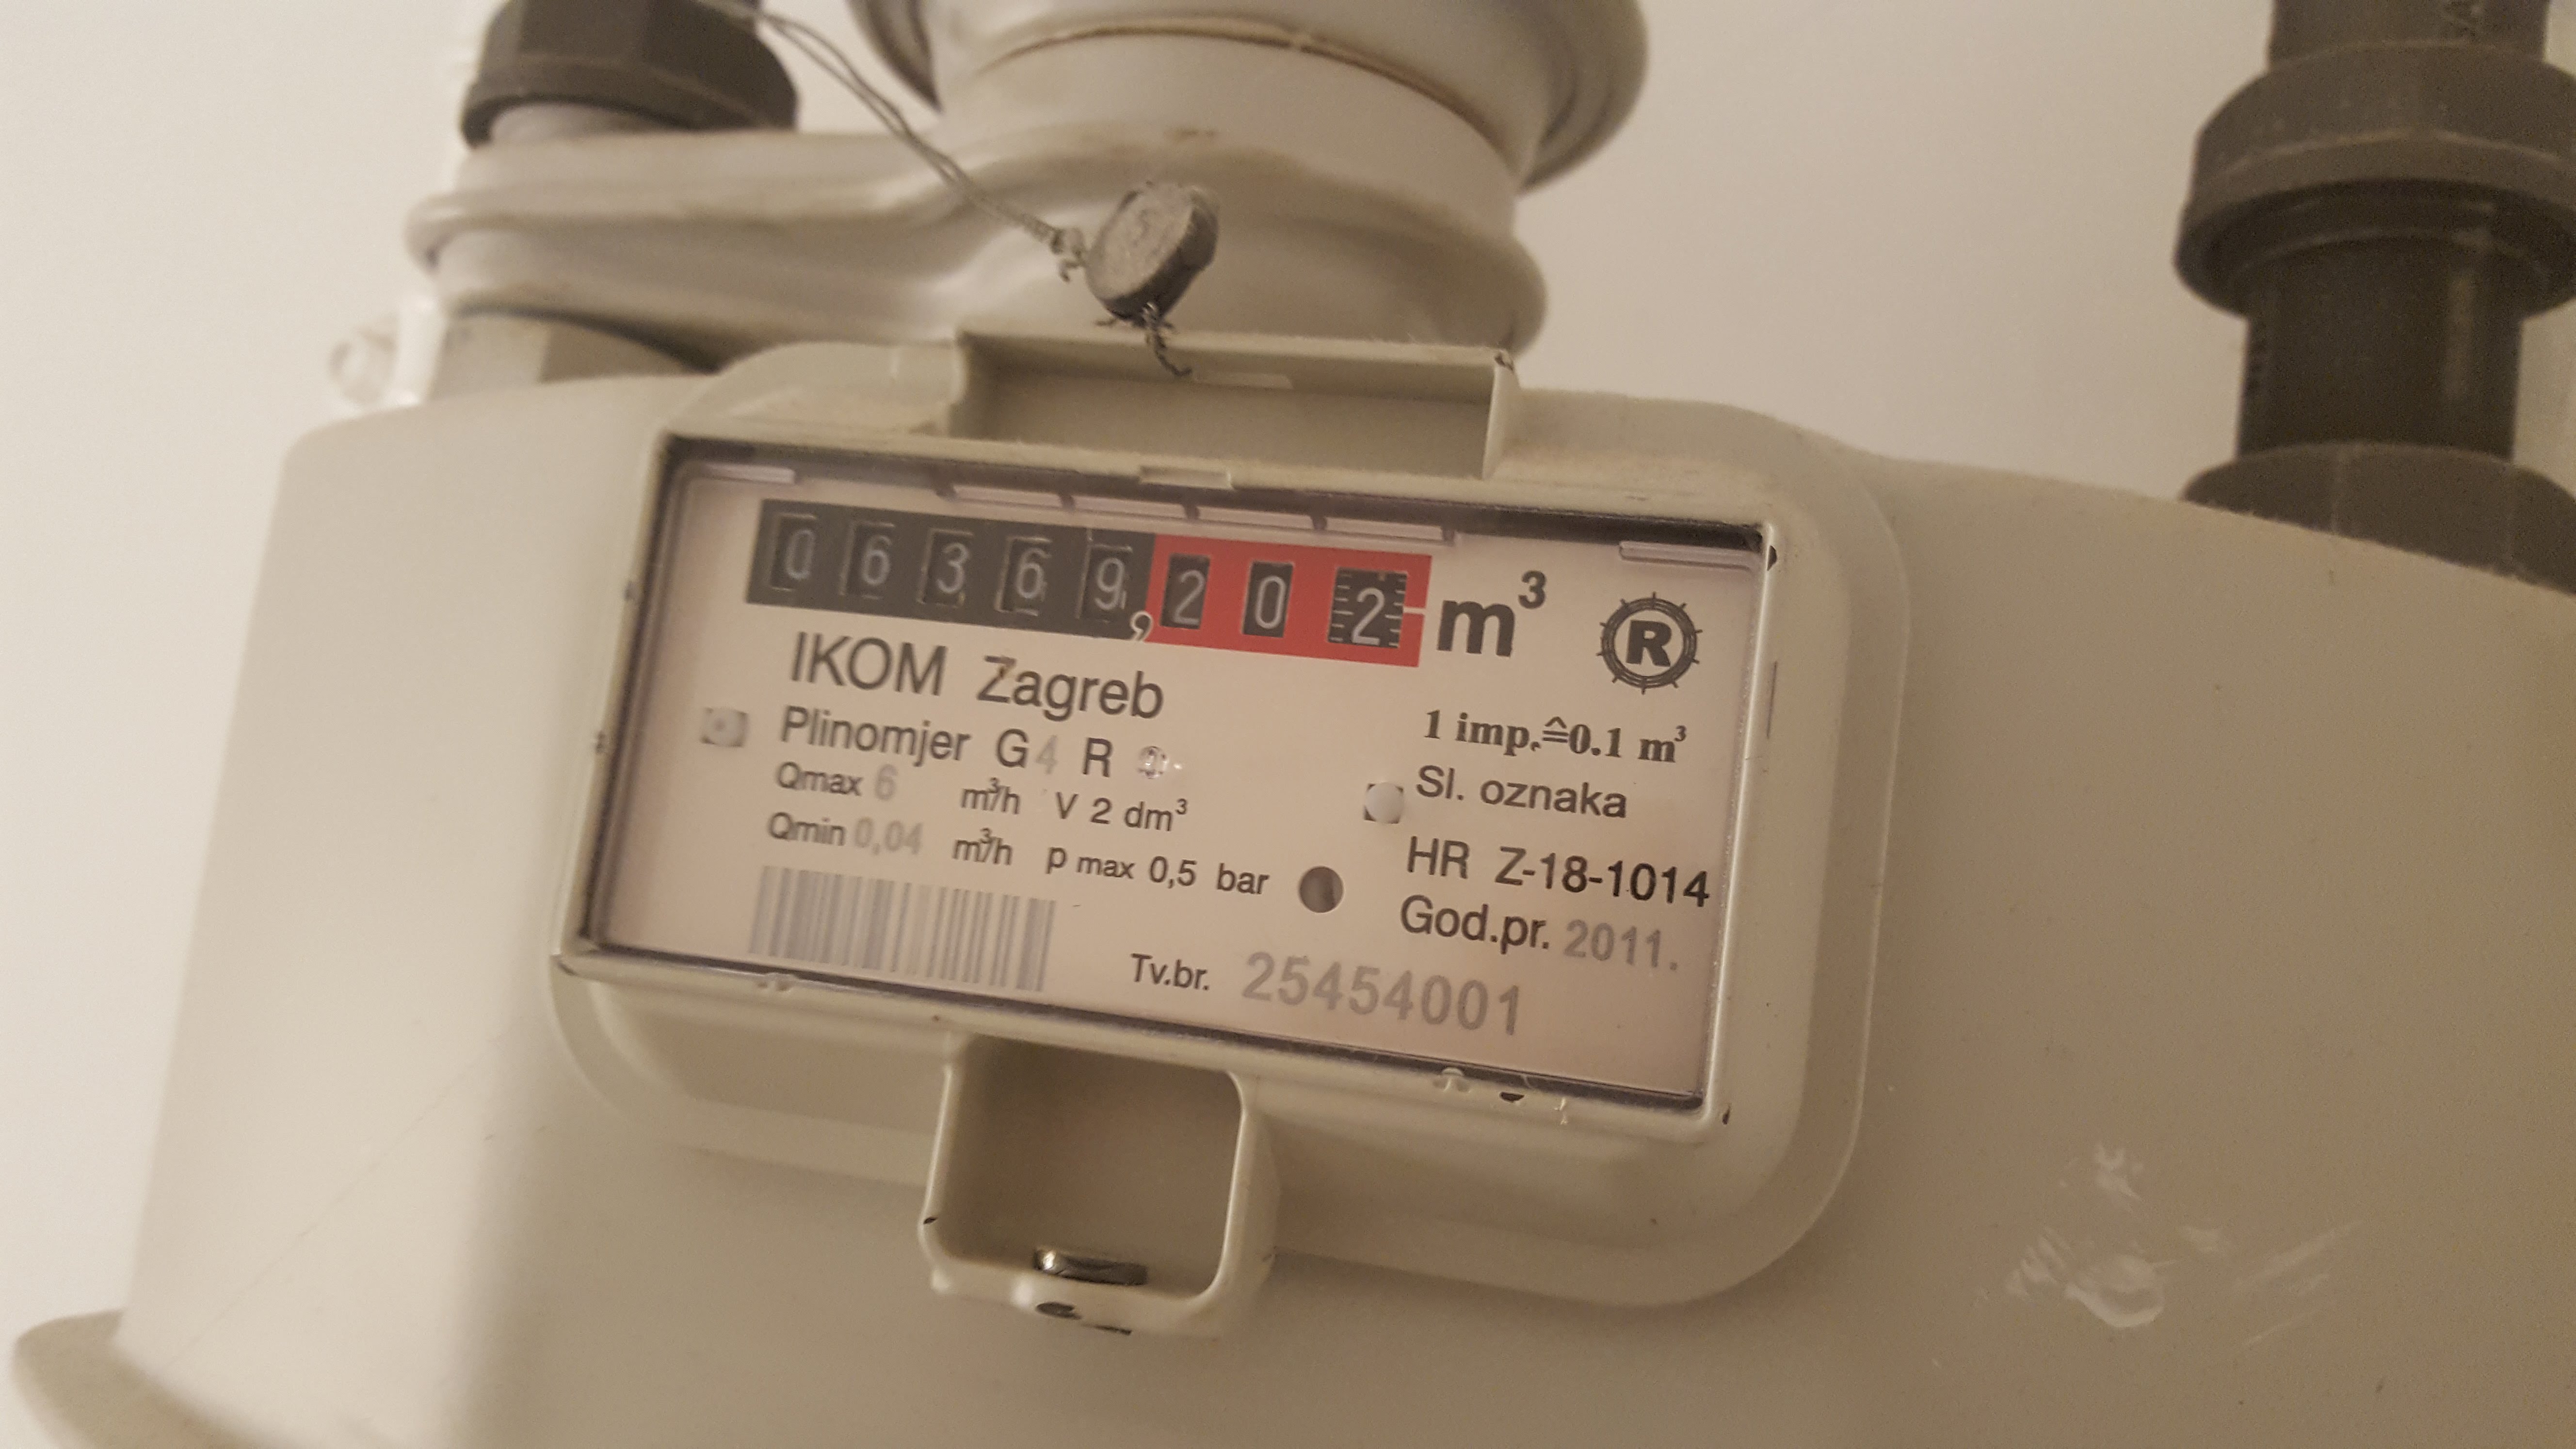 06369,202 m³
R
IKOM Zagreb
Plinomjer G4 R
Qmax 6 m³/h V 2 dm³
Qmin 0,04 m³/h p max 0,5 bar
1 imp.≙0.1 m³
Sl. oznaka
HR Z-18-1014
God.pr. 2011.
Tv.br. 25454001